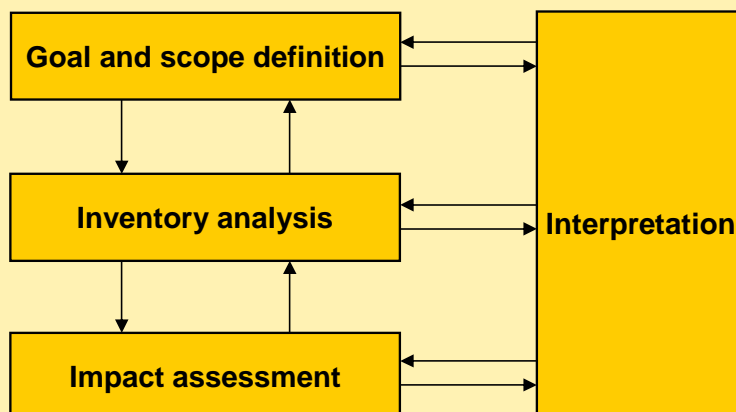 Goal and scope definition
Inventory analysis
Interpretation
Impact assessment